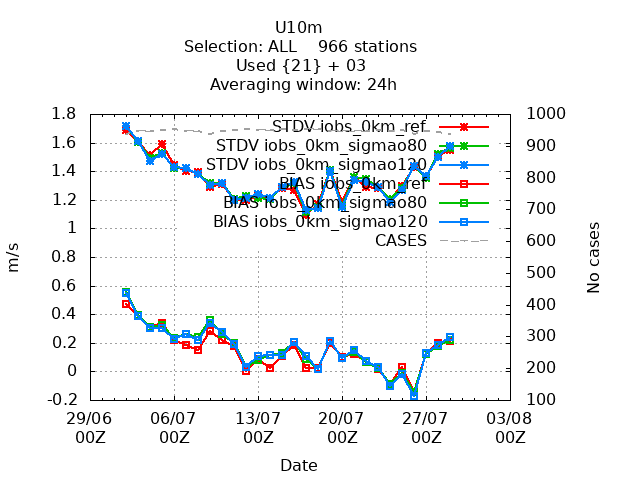 U10m
Selection: ALL    966 stations
Used {21} + 03
Averaging window: 24h
1.8
1.6
1.4
1.2
1
0.8
0.6
0.4
0.2
0
-0.2
1000
900
800
700
600
500
400
300
200
100
STDV iobs_0km_ref
STDV iobs_0km_sigmao80
STDV iobs_0km_sigmao120
BIAS iobs_0km_ref
BIAS iobs_0km_sigmao80
BIAS iobs_0km_sigmao120
CASES
m/s
No cases
29/06 06/07 13/07 20/07 27/07 03/08
00Z 00Z 00Z 00Z 00Z 00Z
Date